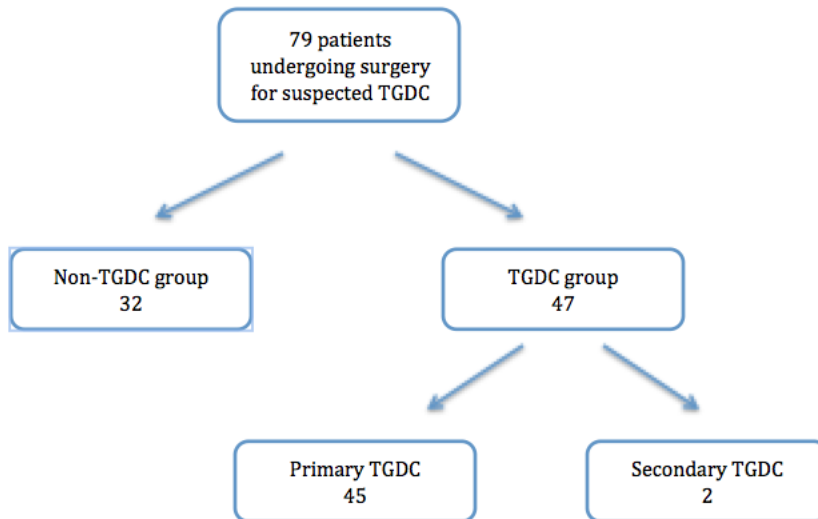 79 patients
undergoing surgery
for suspected TGDC
Non-TGDC group
32
TGDC group
47
Primary TGDC
45
Secondary TGDC
2